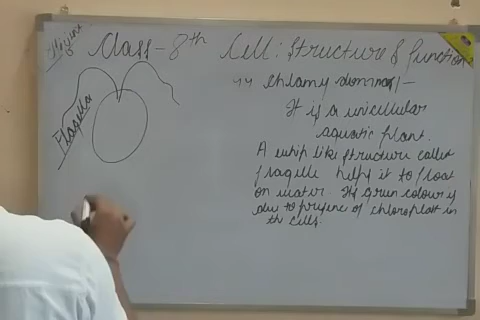 Class - 8th Cell : Structure & function
Chlamydomonas :-
It is a unicellular
aquatic plant.
A whip like structure called
flagella help it to float
on water. Its green colour is
due to presence of chloroplast in
the cells.
Flagella